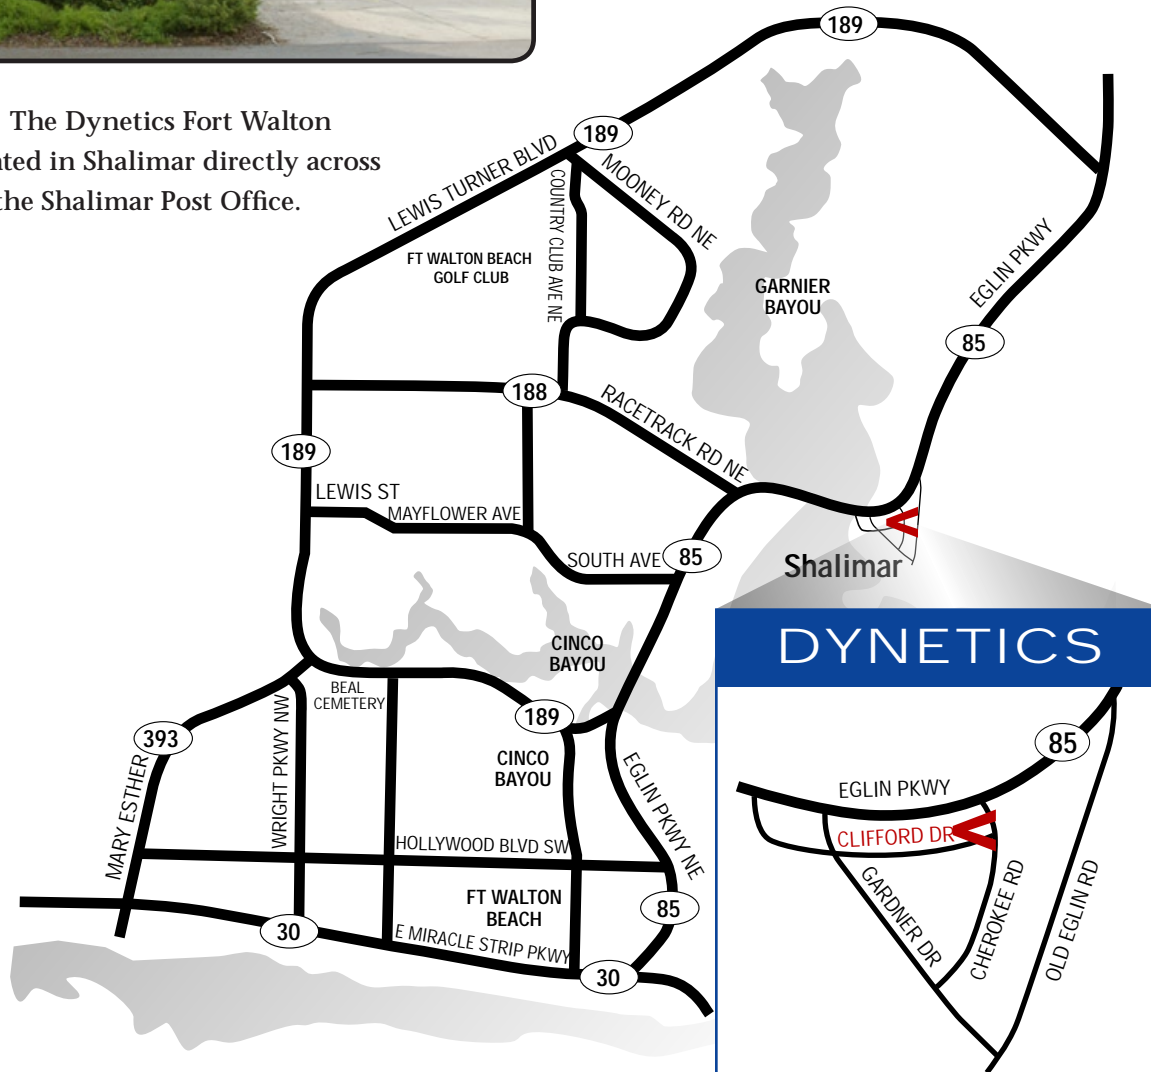 The Dynetics Fort Walton
ted in Shalimar directly across
the Shalimar Post Office.
189
189
LEWIS TURNER BLVD
MOONEY RD NE
COUNTRY CLUB AVE NE
FT WALTON BEACH
GOLF CLUB
GARNIER
BAYOU
EGLIN PKWY
85
188
RACETRACK RD NE
189
LEWIS ST
MAYFLOWER AVE
SOUTH AVE
85
Shalimar
CINCO
BAYOU
BEAL
CEMETERY
189
393
WRIGHT PKWY NW
MARY ESTHER
CINCO
BAYOU
EGLIN PKWY NE
HOLLYWOOD BLVD SW
FT WALTON
BEACH
85
30
E MIRACLE STRIP PKWY
30
DYNETICS
85
EGLIN PKWY
CLIFFORD DR
GARDNER DR
CHEROKEE RD
OLD EGLIN RD